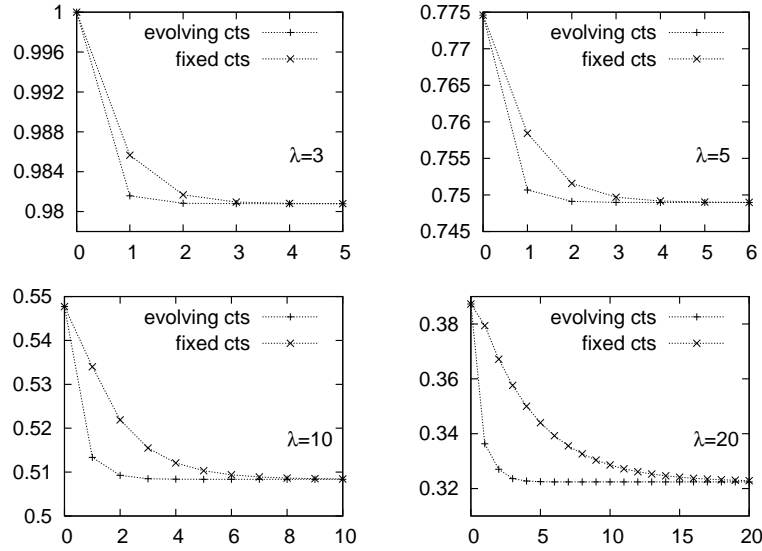 1
0.996
0.992
0.988
0.984
0.98
evolving cts
fixed cts
λ=3
0 1 2 3 4 5
0.775
0.77
0.765
0.76
0.755
0.75
0.745
evolving cts
fixed cts
λ=5
0 1 2 3 4 5 6
0.55
0.54
0.53
0.52
0.51
0.5
evolving cts
fixed cts
λ=10
0 2 4 6 8 10
0.38
0.36
0.34
0.32
evolving cts
fixed cts
λ=20
0 5 10 15 20